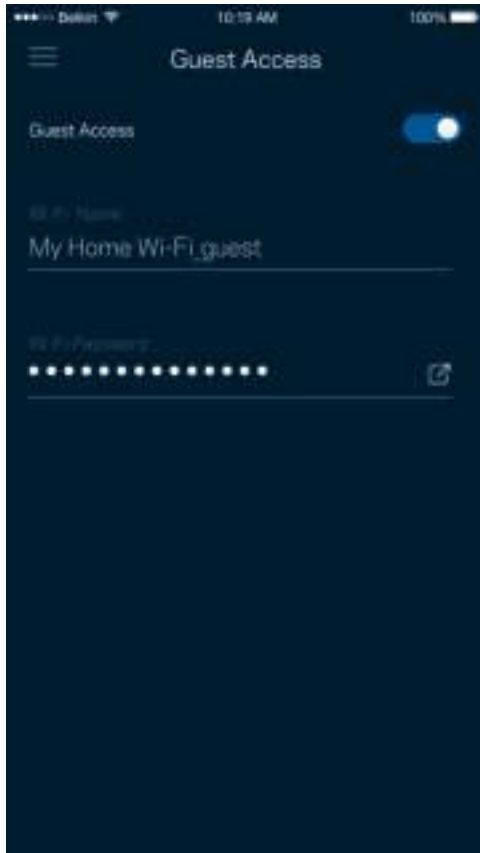 Belkin 10:19 AM 100%
Guest Access
Guest Access
Wi-Fi Name
My Home Wi-Fi_guest
Wi-Fi Password